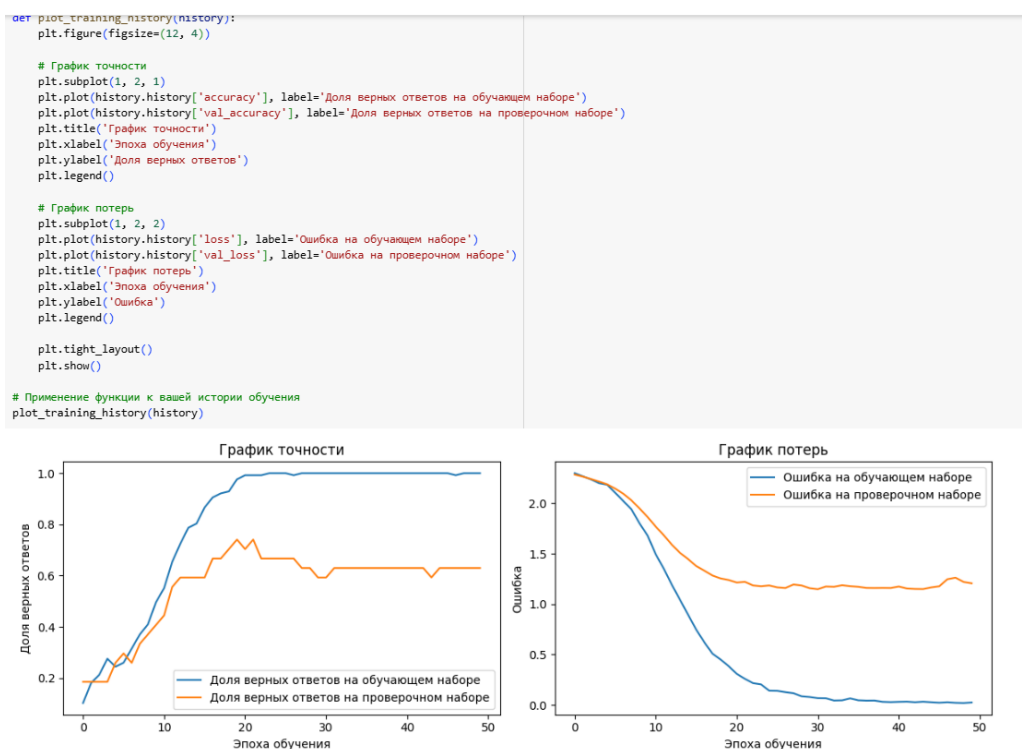 def plot_training_history(history):
plt.figure(figsize=(12, 4))
# График точности
plt.subplot(1, 2, 1)
plt.plot(history.history['accuracy'], label='Доля верных ответов на обучающем наборе')
plt.plot(history.history['val_accuracy'], label='Доля верных ответов на проверочном наборе')
plt.title('График точности')
plt.xlabel('Эпоха обучения')
plt.ylabel('Доля верных ответов')
plt.legend()
# График потерь
plt.subplot(1, 2, 2)
plt.plot(history.history['loss'], label='Ошибка на обучающем наборе')
plt.plot(history.history['val_loss'], label='Ошибка на проверочном наборе')
plt.title('График потерь')
plt.xlabel('Эпоха обучения')
plt.ylabel('Ошибка')
plt.legend()
plt.tight_layout()
plt.show()
# Применение функции к вашей истории обучения
plot_training_history(history)
График точности
1.0
0.8
0.6
0.4
0.2
Доля верных ответов
Доля верных ответов на обучающем наборе
Доля верных ответов на проверочном наборе
0 10 20 30 40 50
Эпоха обучения
График потерь
Ошибка на обучающем наборе
Ошибка на проверочном наборе
2.0
1.5
1.0
0.5
0.0
Ошибка
0 10 20 30 40 50
Эпоха обучения